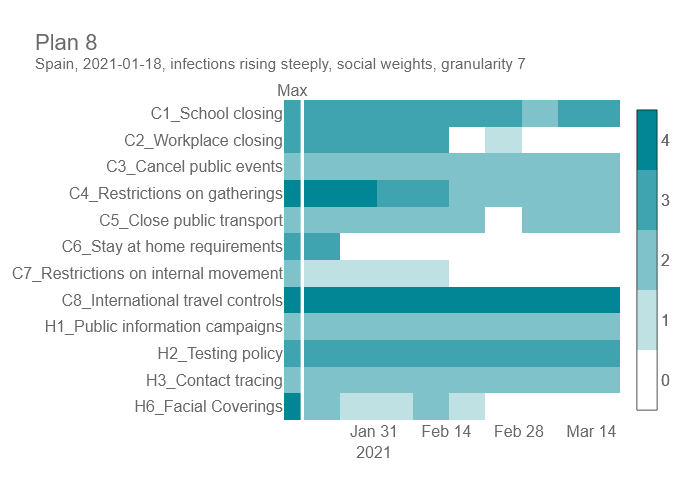 Plan 8
Spain, 2021-01-18, infections rising steeply, social weights, granularity 7
Max
C1_School closing
C2_Workplace closing
C3_Cancel public events
C4_Restrictions on gatherings
C5_Close public transport
C6_Stay at home requirements
C7_Restrictions on internal movement
C8_International travel controls
H1_Public information campaigns
H2_Testing policy
H3_Contact tracing
H6_Facial Coverings
Jan 31 Feb 14 Feb 28 Mar 14
2021
4
3
2
1
0